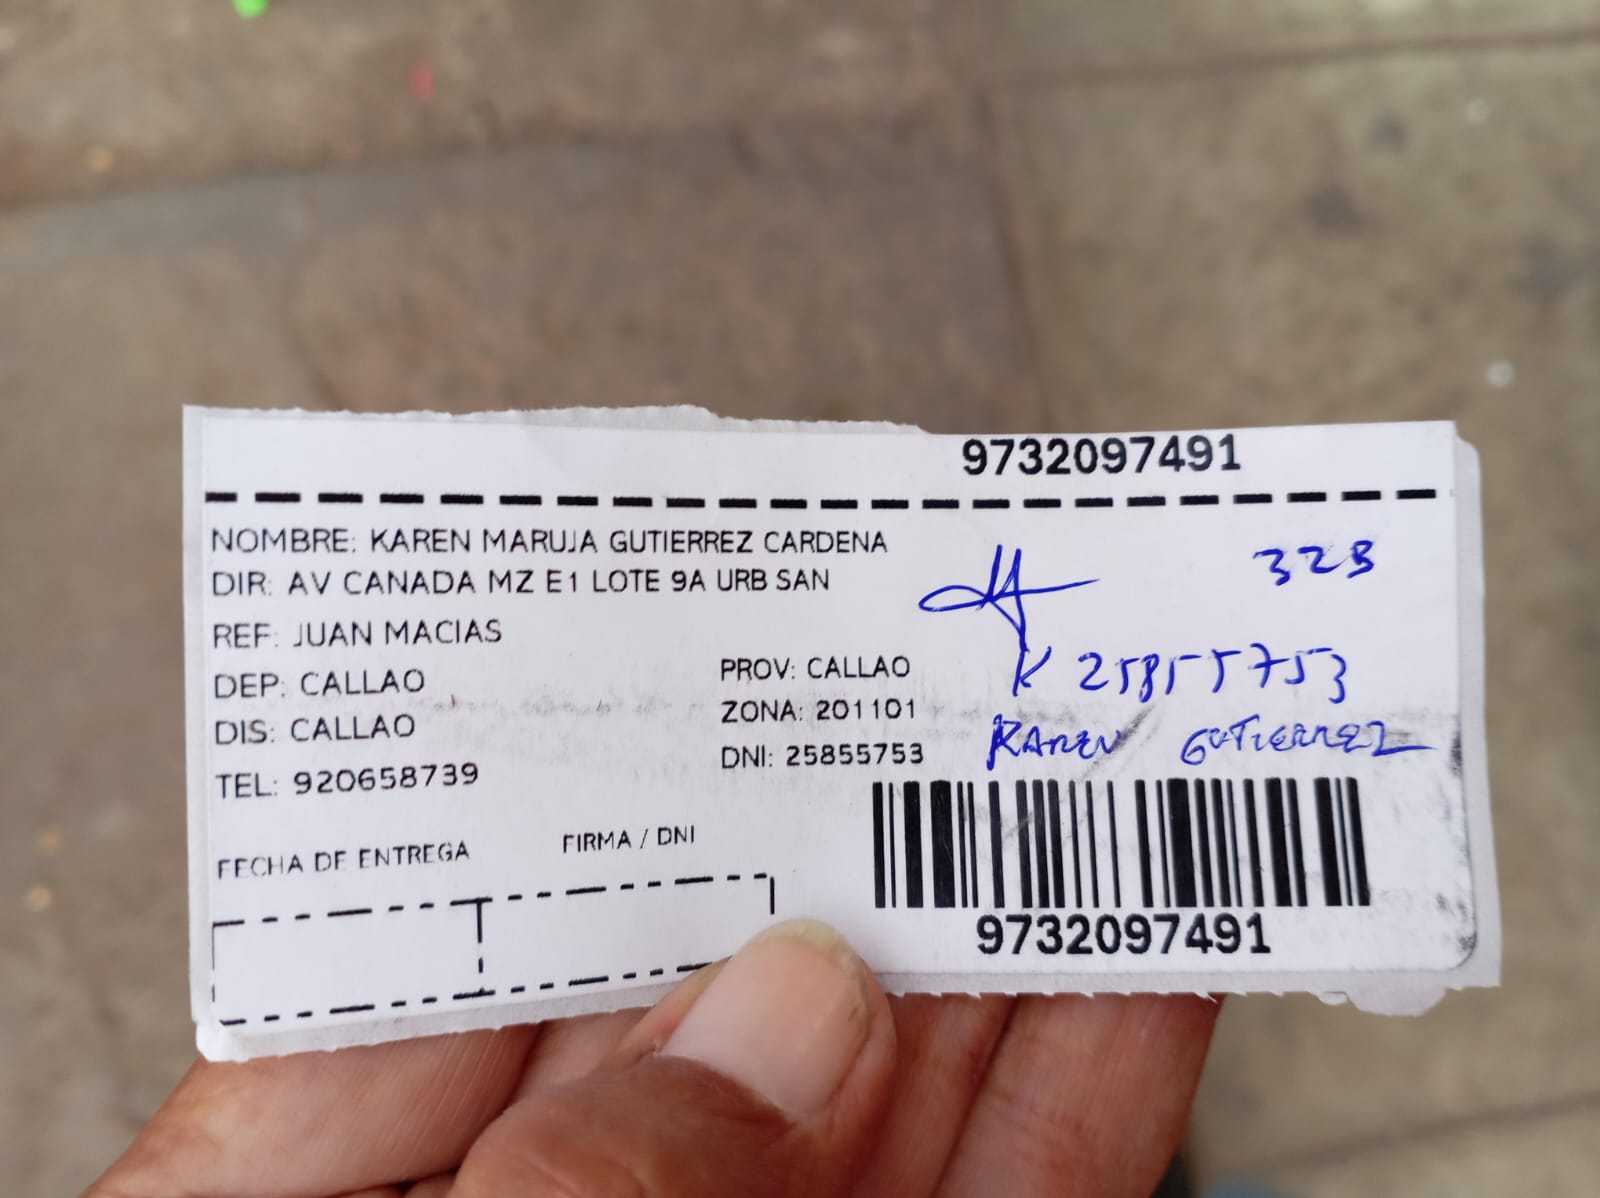 9732097491
NOMBRE: KAREN MARUJA GUTIERREZ CARDENA
DIR: AV CANADA MZ E1 LOTE 9A URB SAN
REF: JUAN MACIAS
DEP: CALLAO
PROV: CALLAO
DIS: CALLAO
ZONA: 201101
TEL: 920658739
DNI: 25855753
FECHA DE ENTREGA
FIRMA / DNI
32B
K 25855753
KAREN GUTIERREZ
9732097491